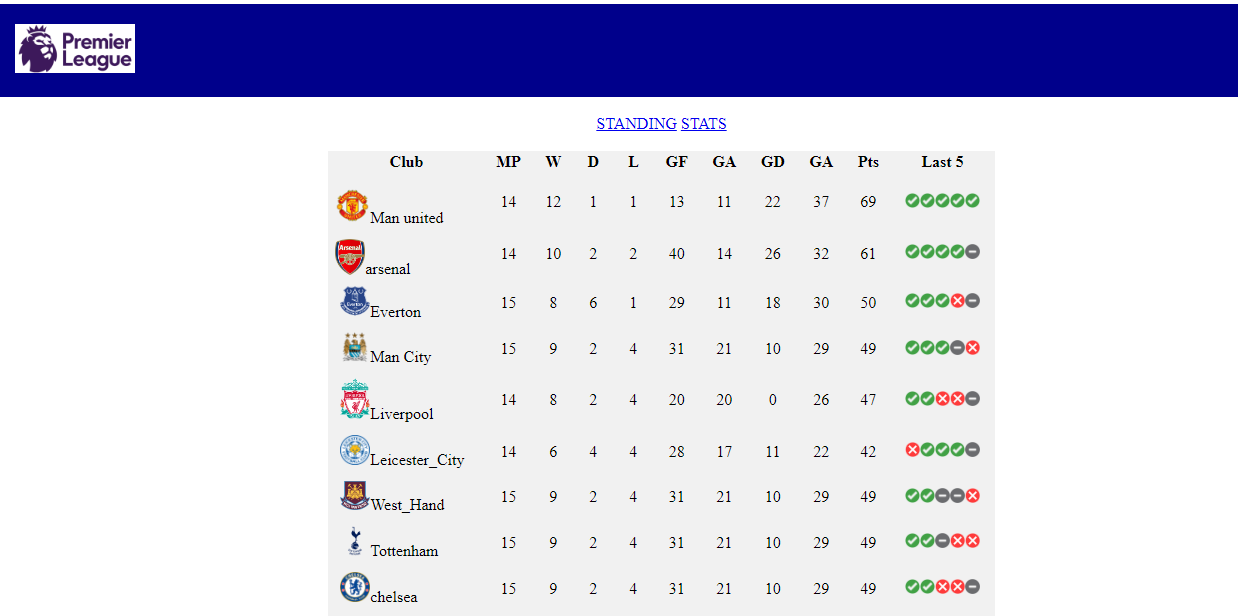 Premier
League
STANDING STATS
Club MP W D L GF GA GD GA Pts Last 5
Man united 14 12 1 1 13 11 22 37 69
Arsenal
arsenal 14 10 2 2 40 14 26 32 61
Everton
Everton 15 8 6 1 29 11 18 30 50
Man City 15 9 2 4 31 21 10 29 49
Liverpool 14 8 2 4 20 20 0 26 47
Leicester_City 14 6 4 4 28 17 11 22 42
West_Hand 15 9 2 4 31 21 10 29 49
Tottenham 15 9 2 4 31 21 10 29 49
chelsea 15 9 2 4 31 21 10 29 49